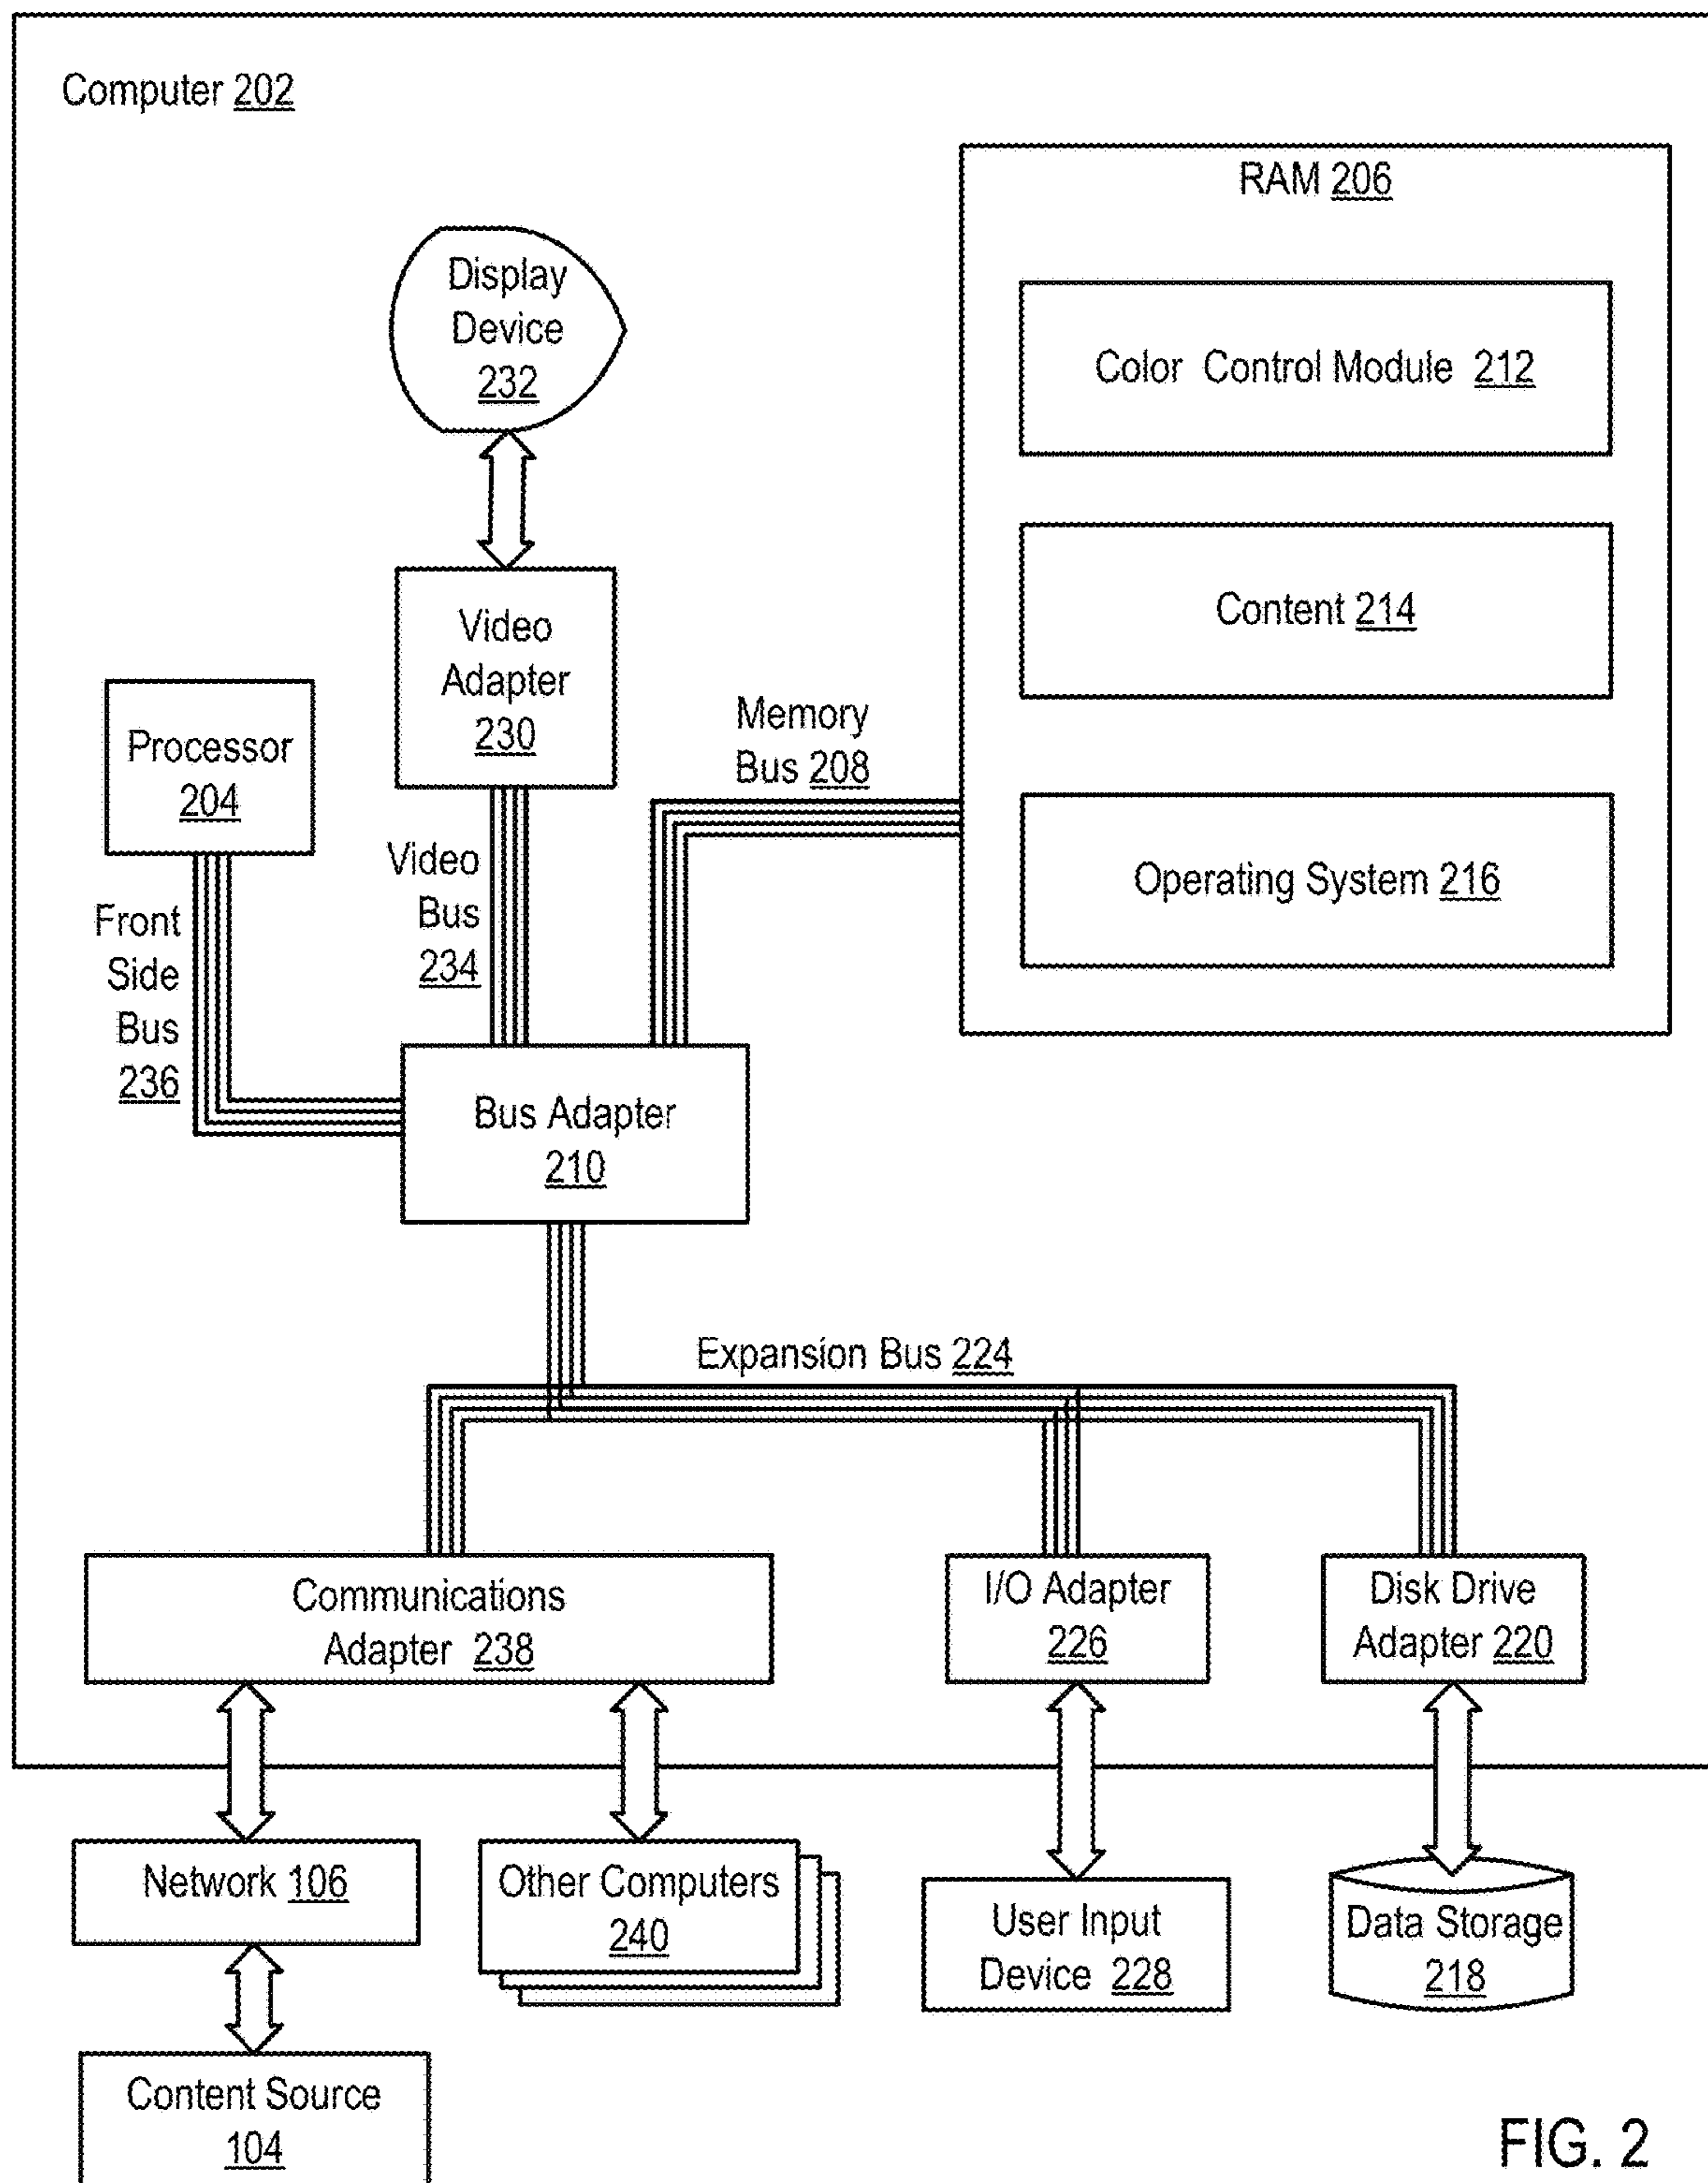 Computer 202
RAM 206
Display
Device
232
Color Control Module 212
Content 214
Operating System 216
Video
Adapter
230
Processor
204
Memory
Bus 208
Video
Bus
234
Front
Side
Bus
236
Bus Adapter
210
Expansion Bus 224
Communications
Adapter 238
I/O Adapter
226
Disk Drive
Adapter 220
Network 106
Other Computers
240
User Input
Device 228
Data Storage
218
Content Source
104
FIG. 2